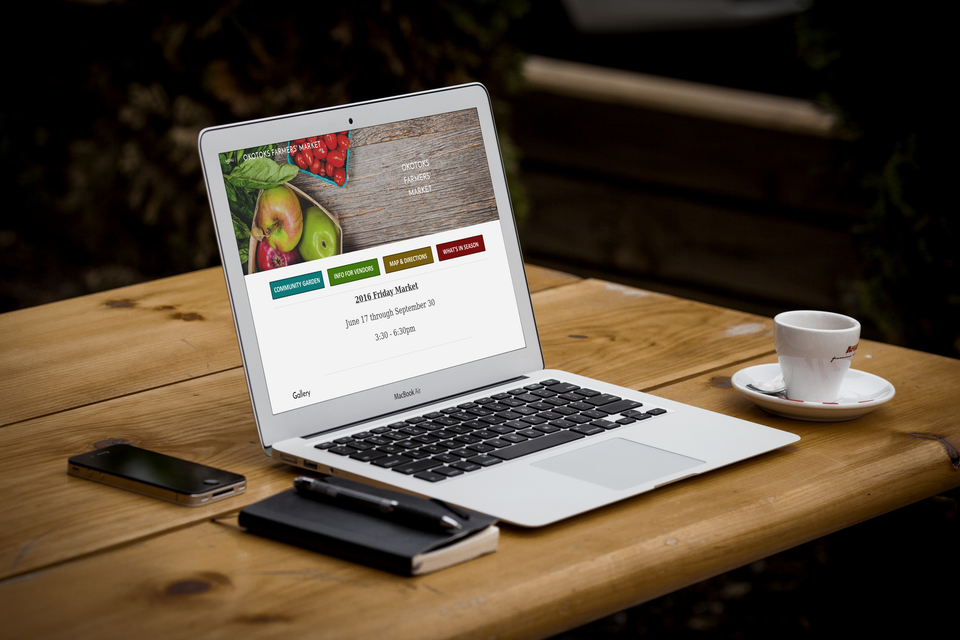 OKOTOKS FARMERS' MARKET
OKOTOKS
FARMERS'
MARKET
COMMUNITY GARDEN
INFO FOR VENDORS
MAP & DIRECTIONS
WHAT'S IN SEASON
2016 Friday Market
June 17 through September 30
3:30 - 6:30pm
Gallery
MacBook Air